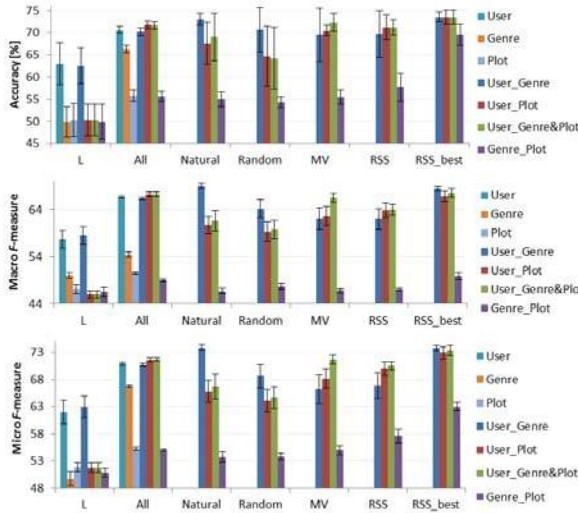 Accuracy [%]
75
70
65
60
55
50
45
L All Natural Random MV RSS RSS_best
User
Genre
Plot
User_Genre
User_Plot
User_Genre&Plot
Genre_Plot
Macro F-measure
64
54
44
L All Natural Random MV RSS RSS_best
User
Genre
Plot
User_Genre
User_Plot
User_Genre&Plot
Genre_Plot
Micro F-measure
73
68
63
58
53
48
L All Natural Random MV RSS RSS_best
User
Genre
Plot
User_Genre
User_Plot
User_Genre&Plot
Genre_Plot